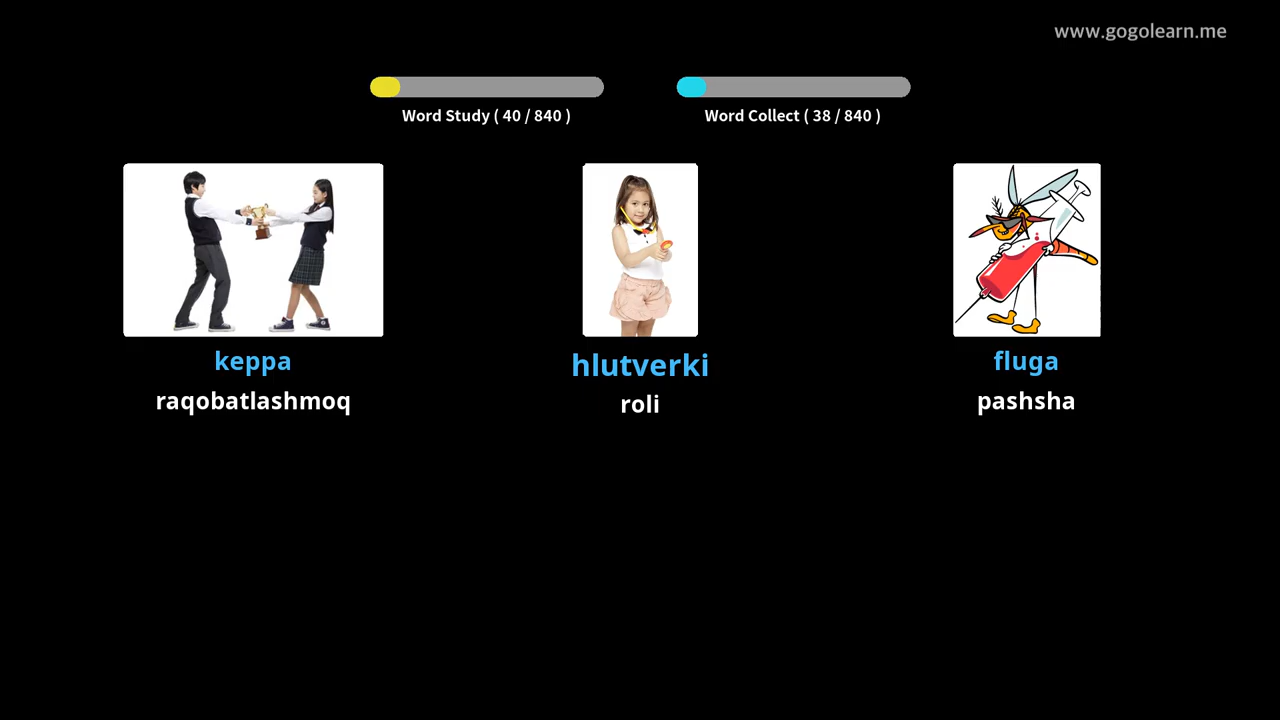 www.gogolearn.me
Word Study ( 40 / 840 )
Word Collect ( 38 / 840 )
keppa
raqobatlashmoq
hlutverki
roli
fluga
pashsha